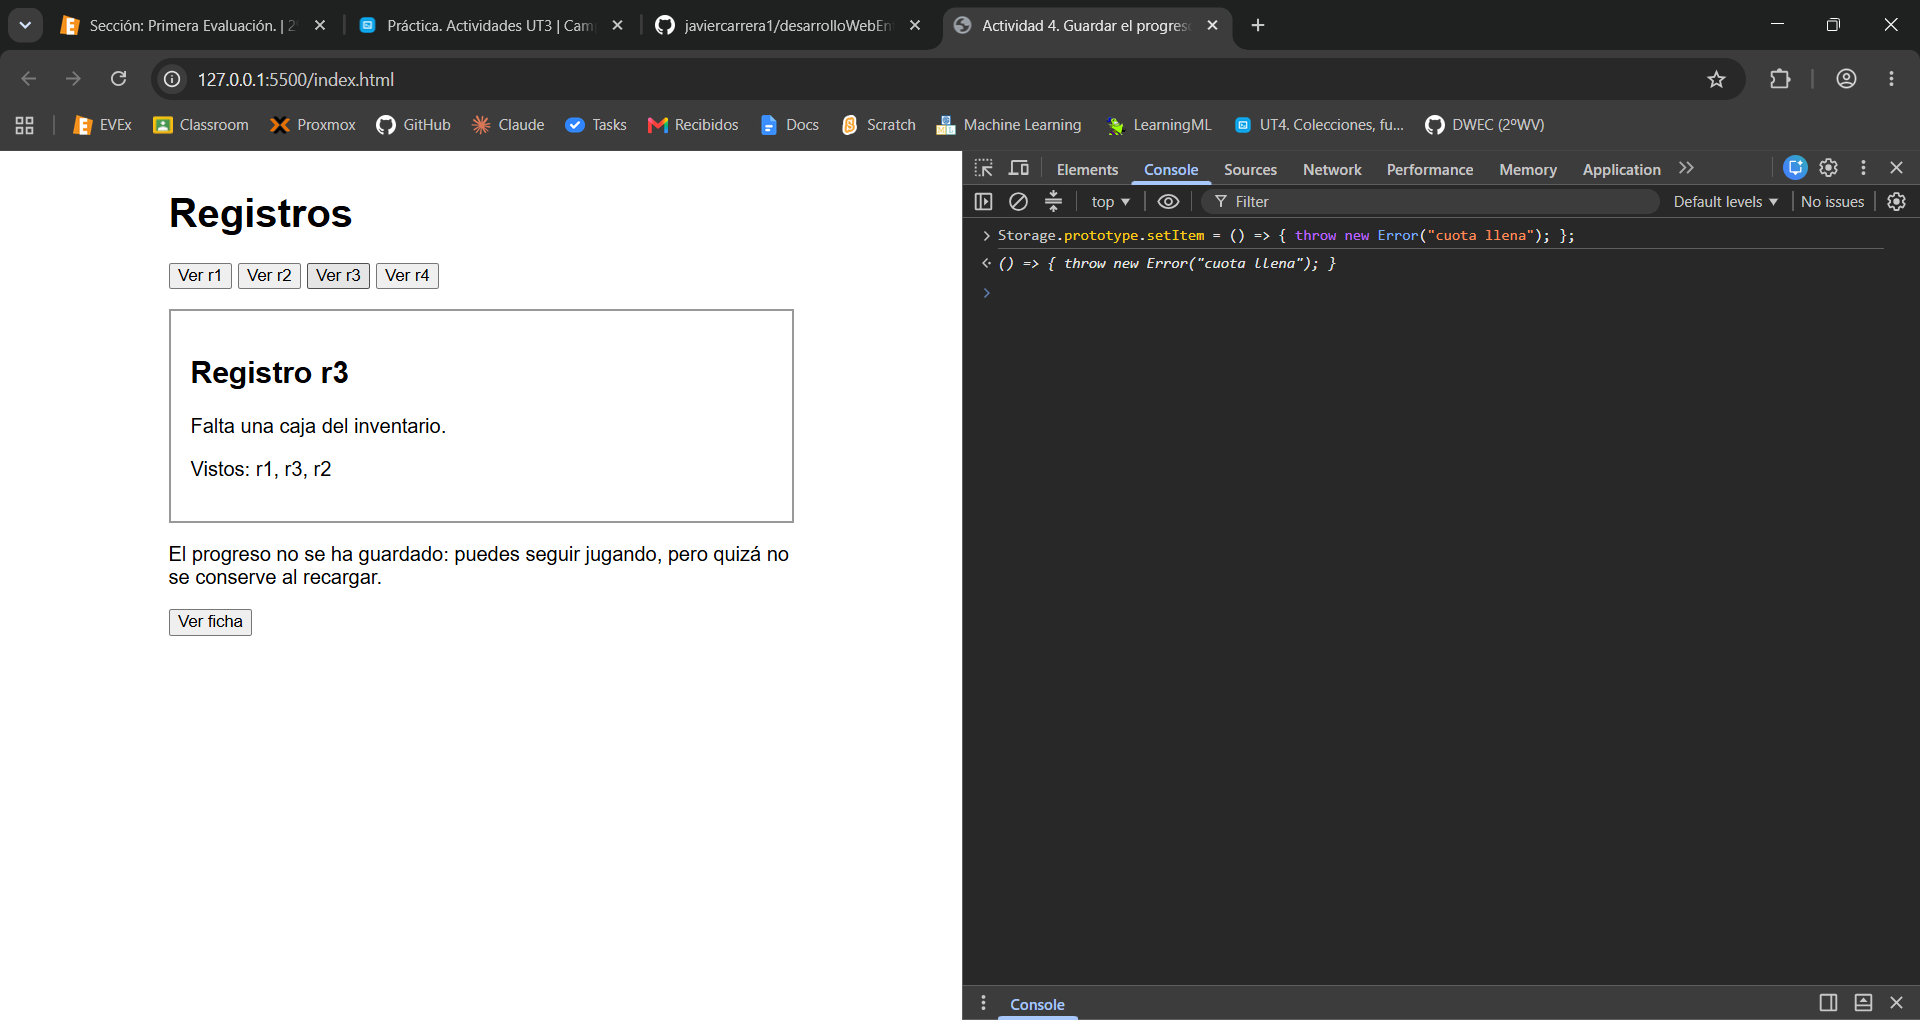 Sección: Primera Evaluación. | 2
Práctica. Actividades UT3 | Cam
javiercarrera1/desarrolloWebEn
Actividad 4. Guardar el progres
127.0.0.1:5500/index.html
EVEx
Classroom
Proxmox
GitHub
Claude
Tasks
Recibidos
Docs
Scratch
Machine Learning
LearningML
UT4. Colecciones, fu...
DWEC (2ºWV)
Registros
Ver r1
Ver r2
Ver r3
Ver r4
Registro r3
Falta una caja del inventario.
Vistos: r1, r3, r2
El progreso no se ha guardado: puedes seguir jugando, pero quizá no
se conserve al recargar.
Ver ficha
Elements
Console
Sources
Network
Performance
Memory
Application
top
Filter
Default levels
No issues
Storage.prototype.setItem = () => { throw new Error("cuota llena"); };
() => { throw new Error("cuota llena"); }
Console